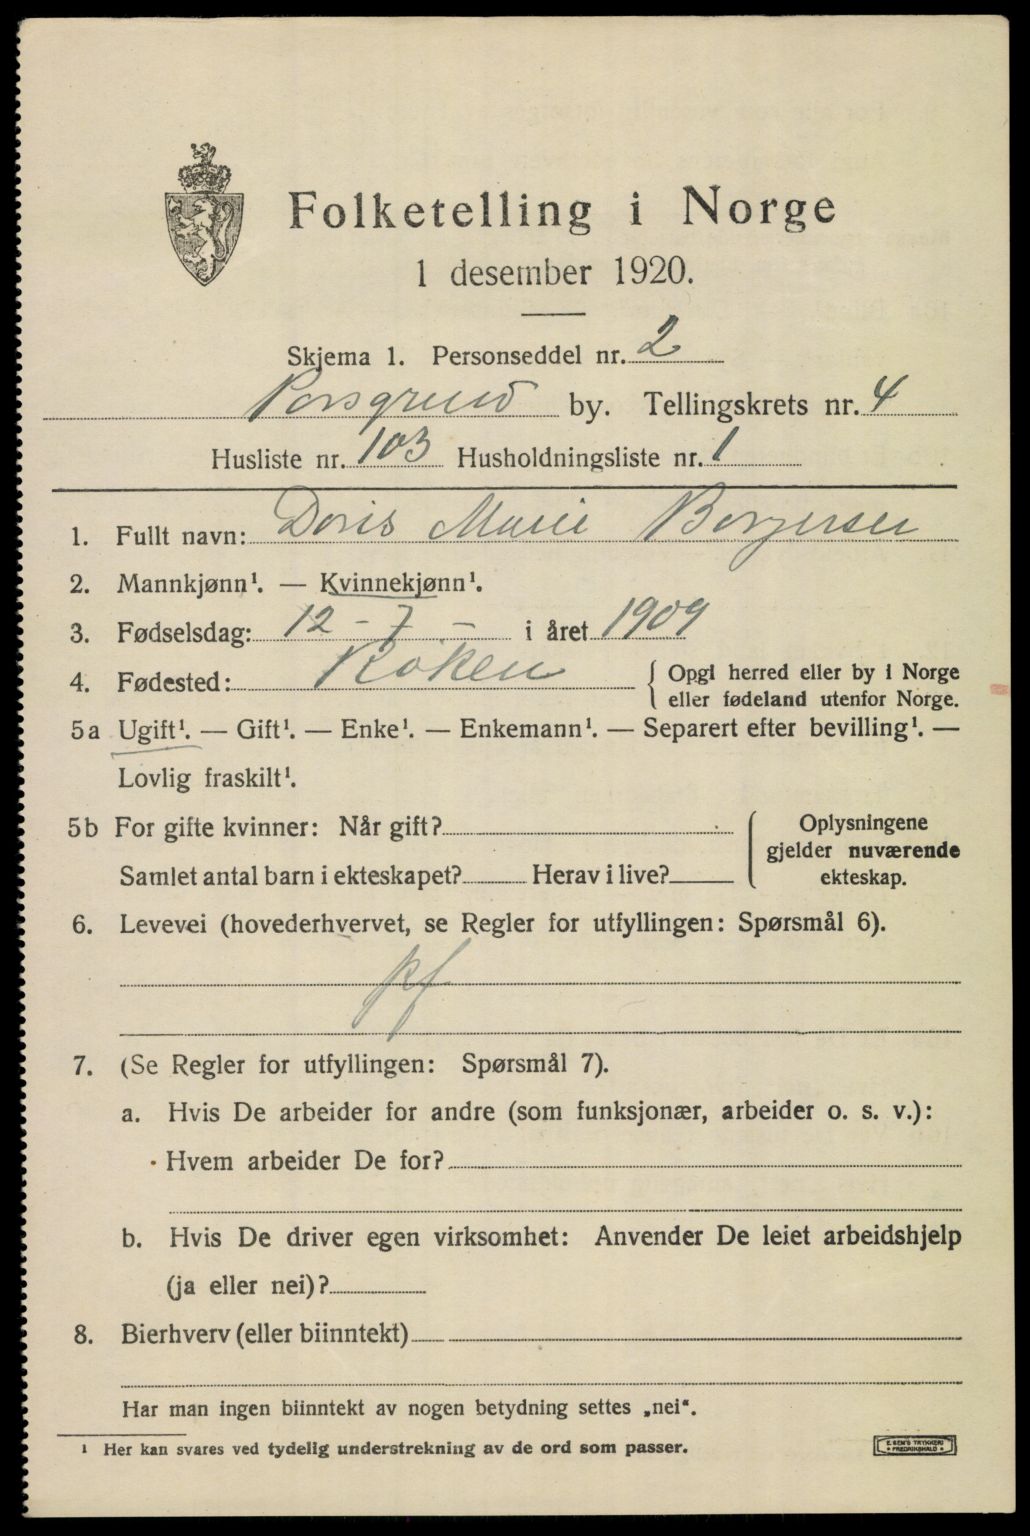 Folketelling i Norge
1 desember 1920.
Skjema 1. Personseddel nr. 2
Porsgrund by. Tellingskrets nr. 4
Husliste nr. 103 Husholdningsliste nr. 1
1. Fullt navn: Doris Marie Borgersen
2. Mannkjønn¹. — Kvinnekjønn¹.
3. Fødselsdag: 12 - 7 - i året 1909
4. Fødested: Røken { Opgi herred eller by i Norge
eller fødeland utenfor Norge.
5a Ugift¹. — Gift¹. — Enke¹. — Enkemann¹. — Separert efter bevilling¹. —
Lovlig fraskilt¹.
5b For gifte kvinner: Når gift? { Oplysningene
gjelder nuværende
Samlet antal barn i ekteskapet? Herav i live? ekteskap.
6. Levevei (hovederhvervet, se Regler for utfyllingen: Spørsmål 6).
pf
7. (Se Regler for utfyllingen: Spørsmål 7).
a. Hvis De arbeider for andre (som funksjonær, arbeider o. s. v.):
Hvem arbeider De for?
b. Hvis De driver egen virksomhet: Anvender De leiet arbeidshjelp
(ja eller nei)?
8. Bierhverv (eller biinntekt)
Har man ingen biinntekt av nogen betydning settes „nei“.
¹ Her kan svares ved tydelig understrekning av de ord som passer.
E. SEM'S TRYKKERI
FREDRIKSHALD